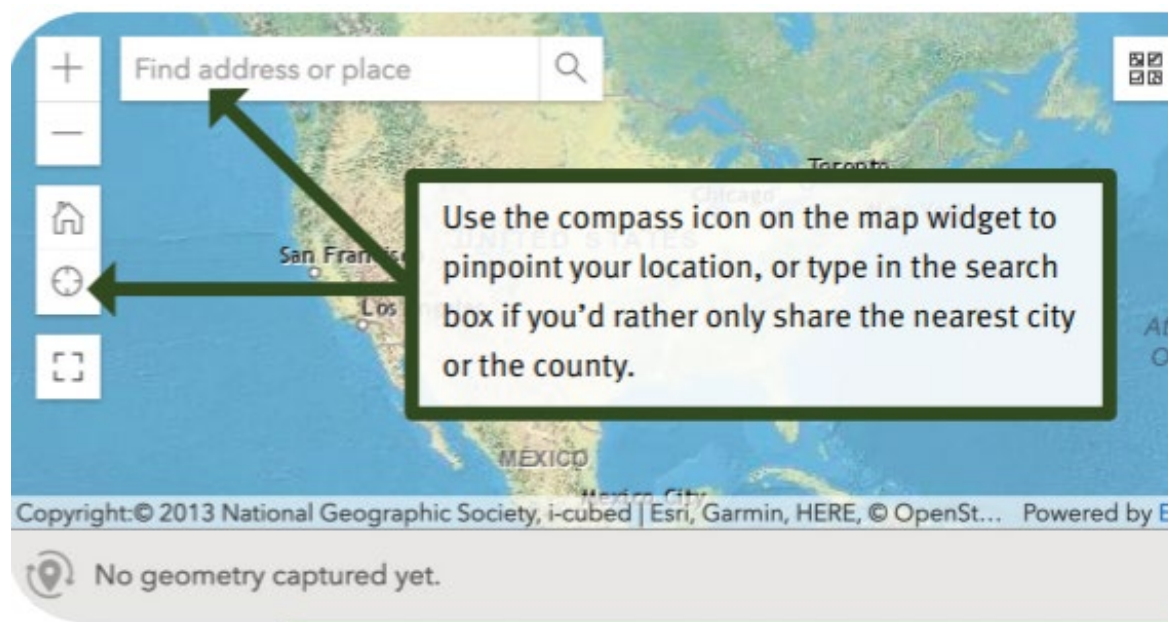 Find address or place
Toronto
Chicago
Use the compass icon on the map widget to
pinpoint your location, or type in the search
box if you'd rather only share the nearest city
or the county.
UNITED STATES
San Franc
Los Angeles
MÉXICO
Mexico City
Copyright:© 2013 National Geographic Society, i-cubed | Esri, Garmin, HERE, © OpenSt... Powered by E
No geometry captured yet.